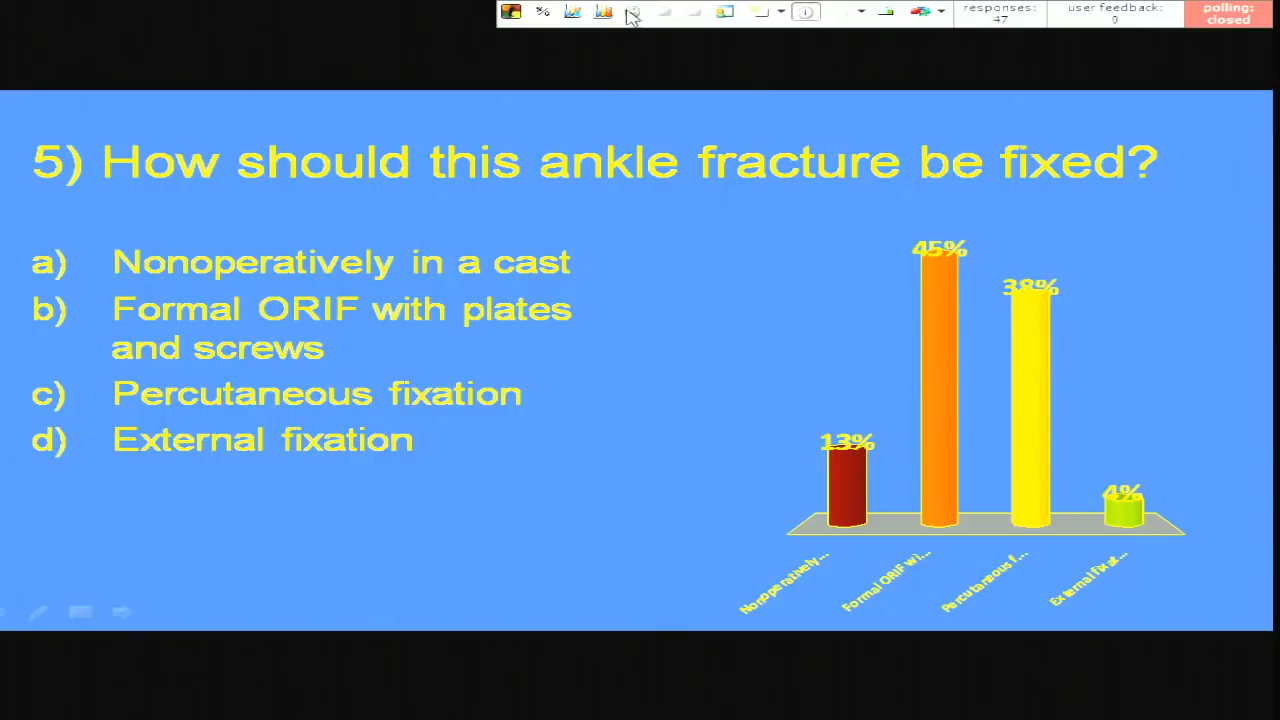 responses:
47
user feedback:
0
polling:
closed
5) How should this ankle fracture be fixed?
a) Nonoperatively in a cast
b) Formal ORIF with plates
and screws
c) Percutaneous fixation
d) External fixation
13%
45%
38%
4%
Nonoperatively...
Formal ORIF wi...
Percutaneous f...
External fixat...